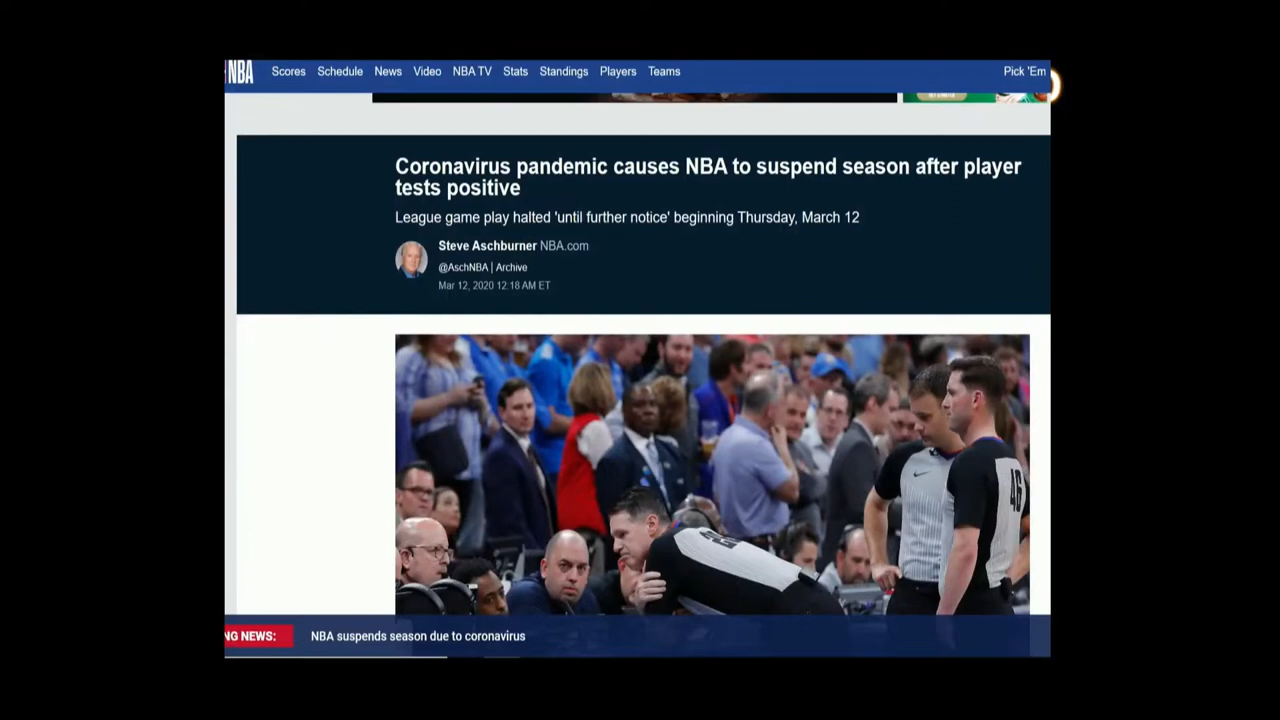 NBA Scores Schedule News Video NBA TV Stats Standings Players Teams Pick 'Em
Coronavirus pandemic causes NBA to suspend season after player
tests positive
League game play halted 'until further notice' beginning Thursday, March 12
Steve Aschburner NBA.com
@AschNBA | Archive
Mar 12, 2020 12:18 AM ET
46
NG NEWS: NBA suspends season due to coronavirus